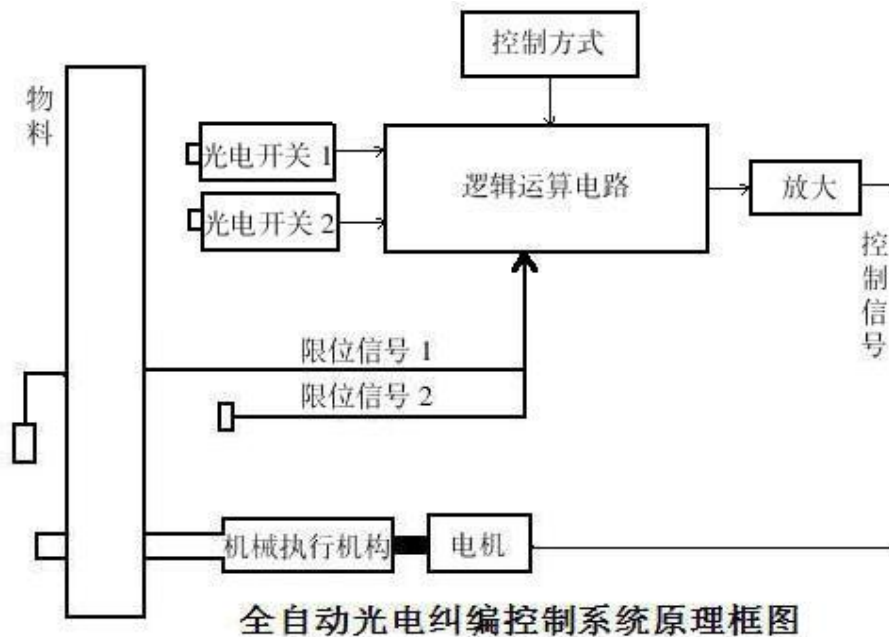 控制方式
物料
光电开关 1
逻辑运算电路
放大
光电开关 2
控制信号
限位信号 1
限位信号 2
机械执行机构
电机
全自动光电纠编控制系统原理框图